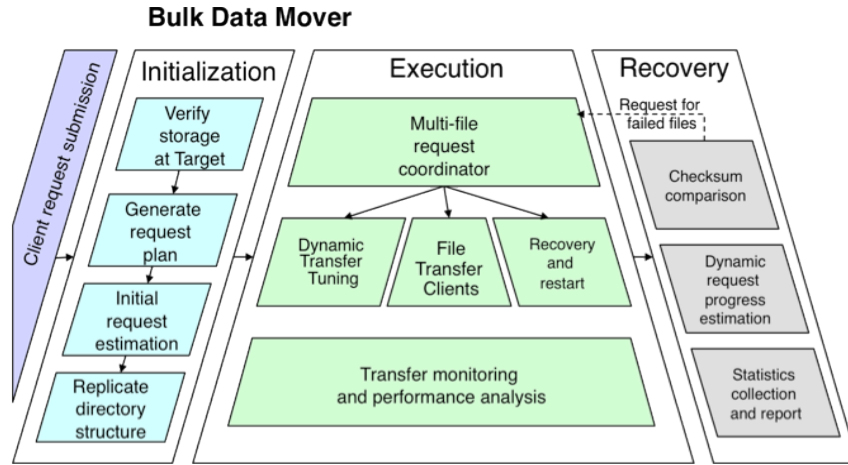 Bulk Data Mover
Client request submission
Initialization
Verify
storage
at Target
Generate
request
plan
Initial
request
estimation
Replicate
directory
structure
Execution
Multi-file
request
coordinator
Dynamic
Transfer
Tuning
File
Transfer
Clients
Recovery
and
restart
Transfer monitoring
and performance analysis
Recovery
Request for
failed files
Checksum
comparison
Dynamic
request
progress
estimation
Statistics
collection
and report